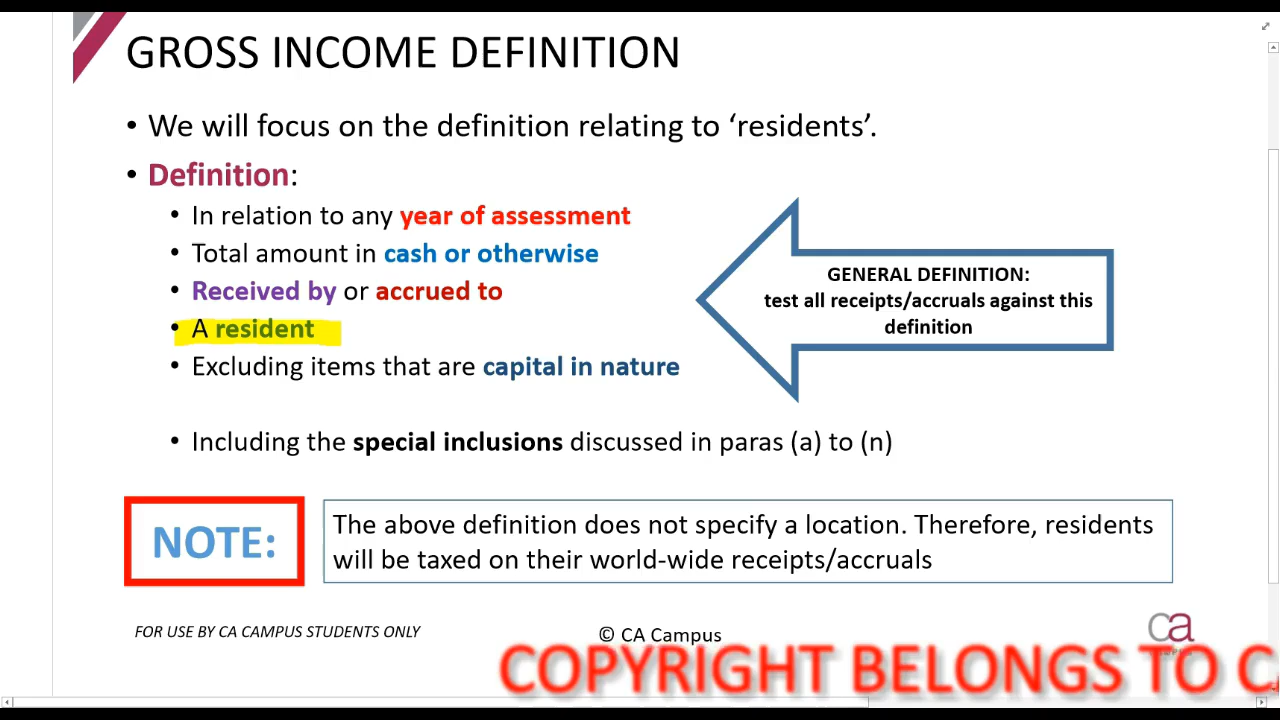 GROSS INCOME DEFINITION
• We will focus on the definition relating to ‘residents’.
• Definition:
• In relation to any year of assessment
• Total amount in cash or otherwise
• Received by or accrued to
• A resident
• Excluding items that are capital in nature
• Including the special inclusions discussed in paras (a) to (n)
GENERAL DEFINITION:
test all receipts/accruals against this
definition
NOTE:
The above definition does not specify a location. Therefore, residents
will be taxed on their world-wide receipts/accruals
FOR USE BY CA CAMPUS STUDENTS ONLY
© CA Campus
ca
COPYRIGHT BELONGS TO C